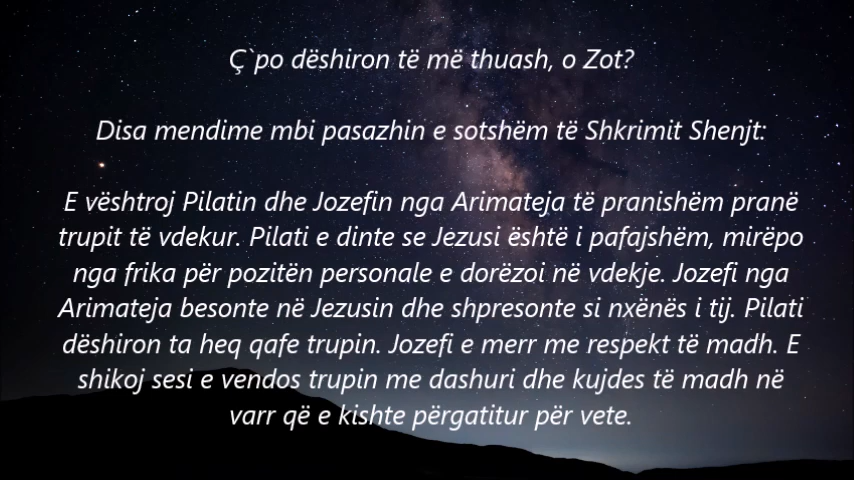 Ç`po dëshiron të më thuash, o Zot?
Disa mendime mbi pasazhin e sotshëm të Shkrimit Shenjt:
E vështroj Pilatin dhe Jozefin nga Arimateja të pranishëm pranë
trupit të vdekur. Pilati e dinte se Jezusi është i pafajshëm, mirëpo
nga frika për pozitën personale e dorëzoi në vdekje. Jozefi nga
Arimateja besonte në Jezusin dhe shpresonte si nxënës i tij. Pilati
dëshiron ta heq qafe trupin. Jozefi e merr me respekt të madh. E
shikoj sesi e vendos trupin me dashuri dhe kujdes të madh në
varr që e kishte përgatitur për vete.